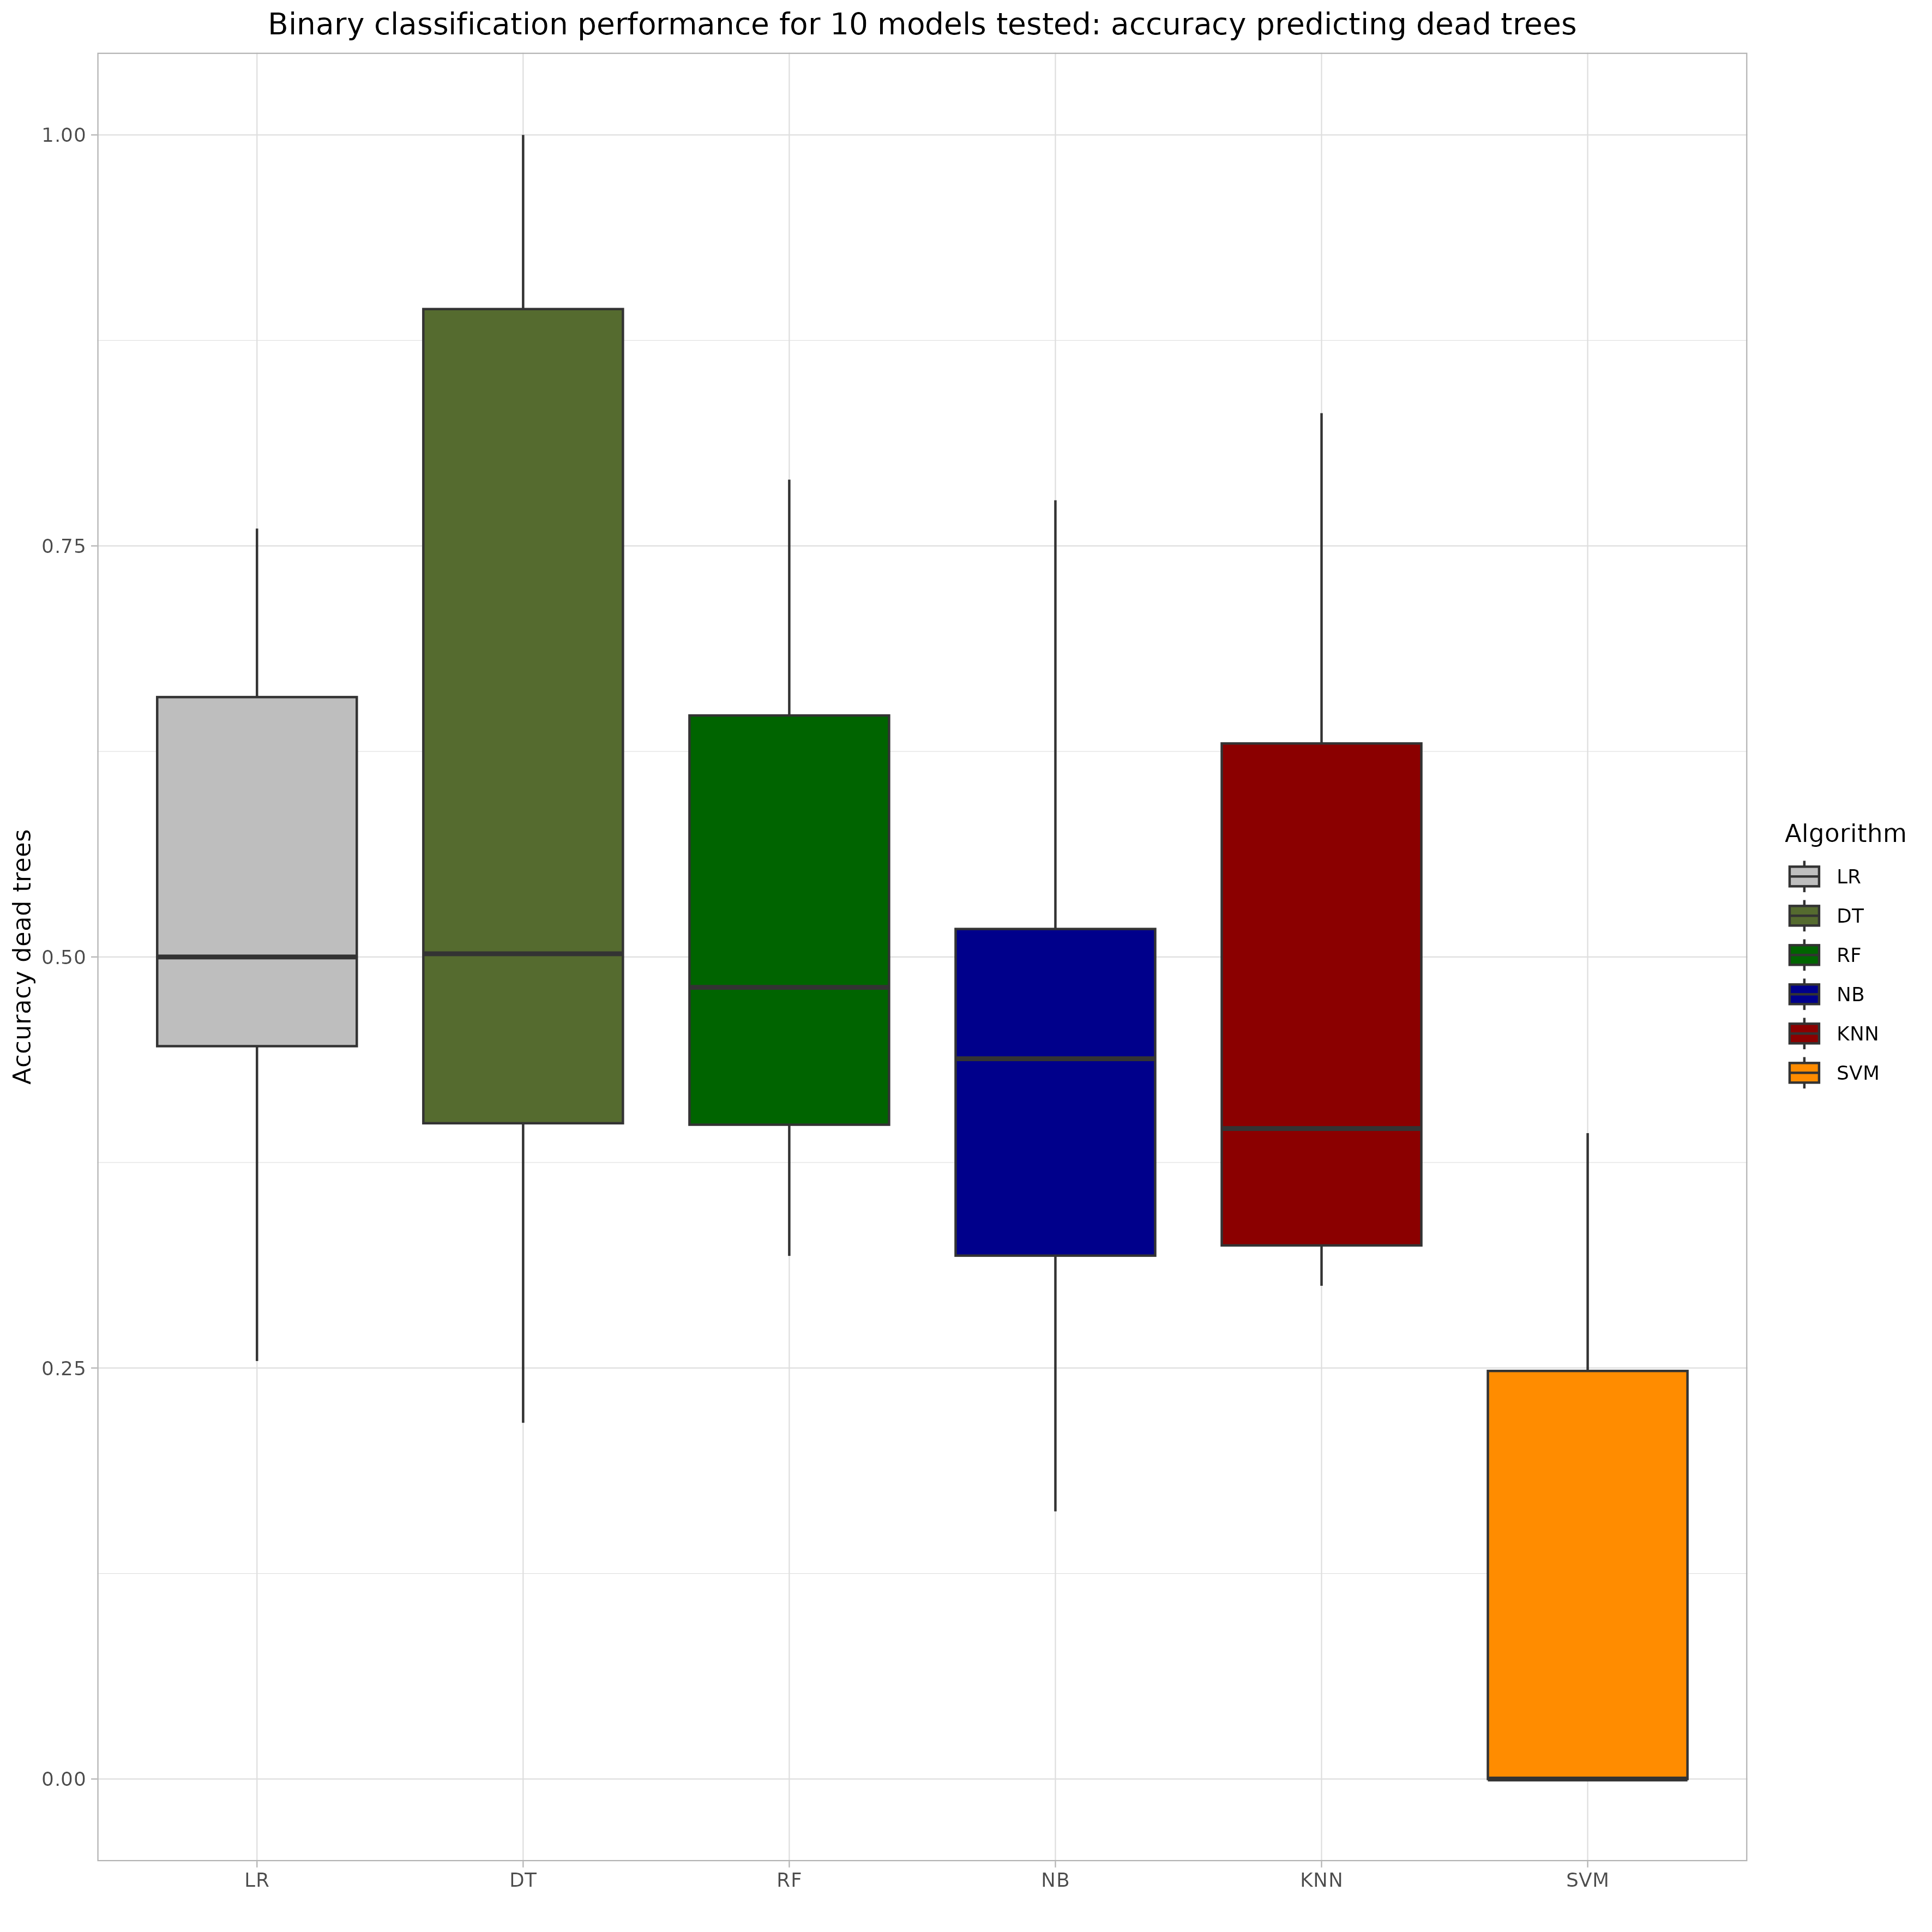 Binary classification performance for 10 models tested: accuracy predicting dead trees
Accuracy dead trees
1.00
0.75
0.50
0.25
0.00
LR
DT
RF
NB
KNN
SVM
Algorithm
LR
DT
RF
NB
KNN
SVM